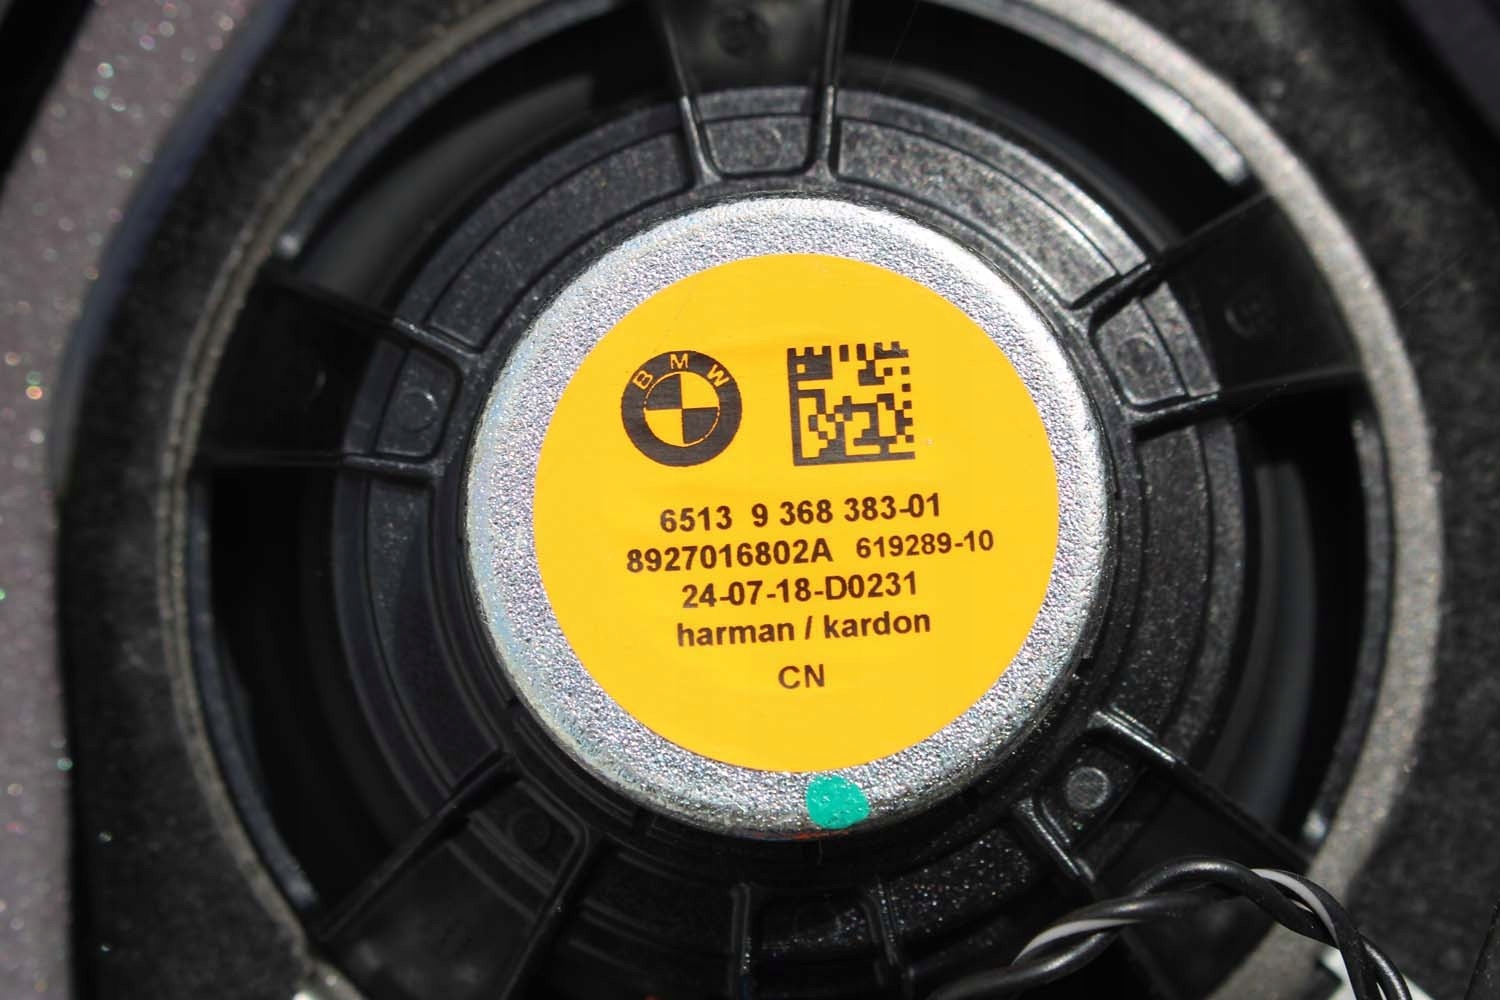 BMW
6513 9 368 383-01
8927016802A 619289-10
24-07-18-D0231
harman / kardon
CN